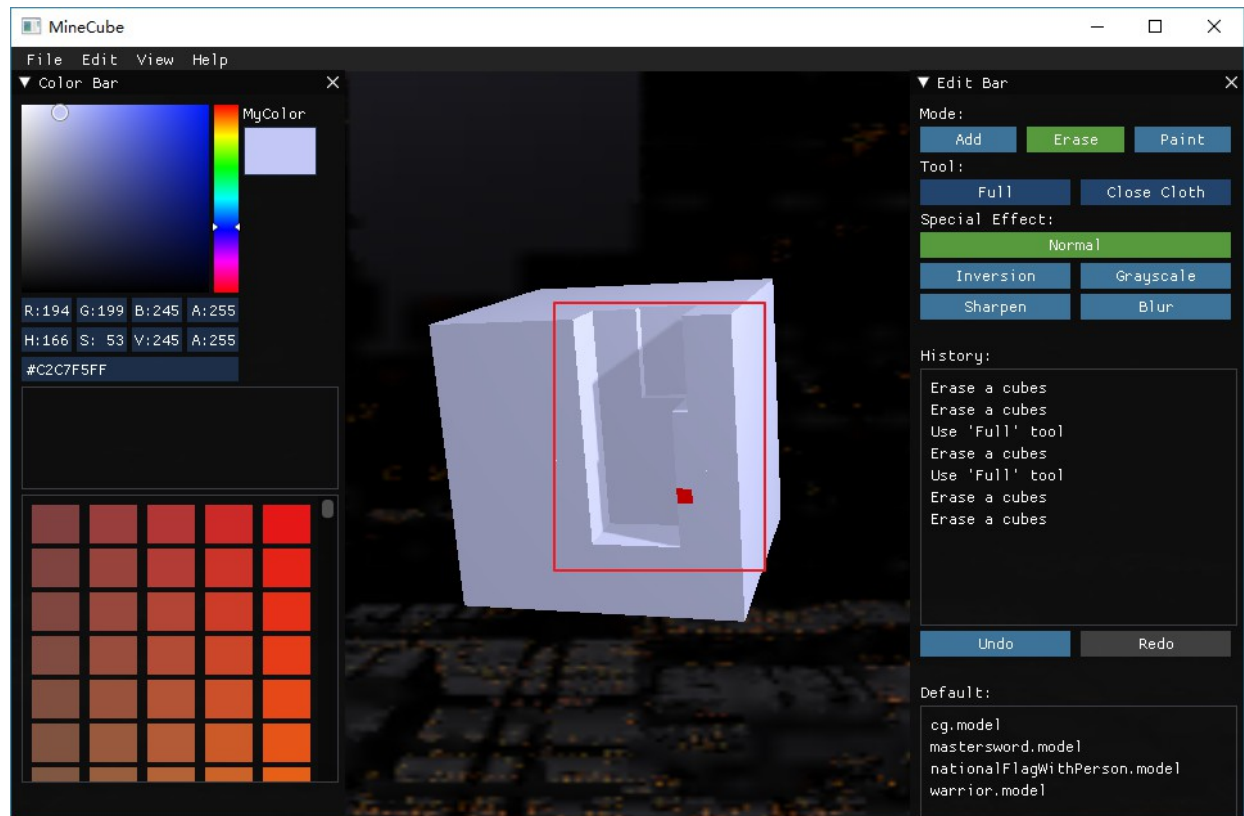 MineCube
File Edit View Help
Color Bar
MyColor
R:194 G:199 B:245 A:255
H:166 S: 53 V:245 A:255
#C2C7F5FF
Edit Bar
Mode:
Add Erase Paint
Tool:
Full Close Cloth
Special Effect:
Normal
Inversion Grayscale
Sharpen Blur
History:
Erase a cubes
Erase a cubes
Use 'Full' tool
Erase a cubes
Use 'Full' tool
Erase a cubes
Erase a cubes
Undo Redo
Default:
cg.model
mastersword.model
nationalFlagWithPerson.model
warrior.model